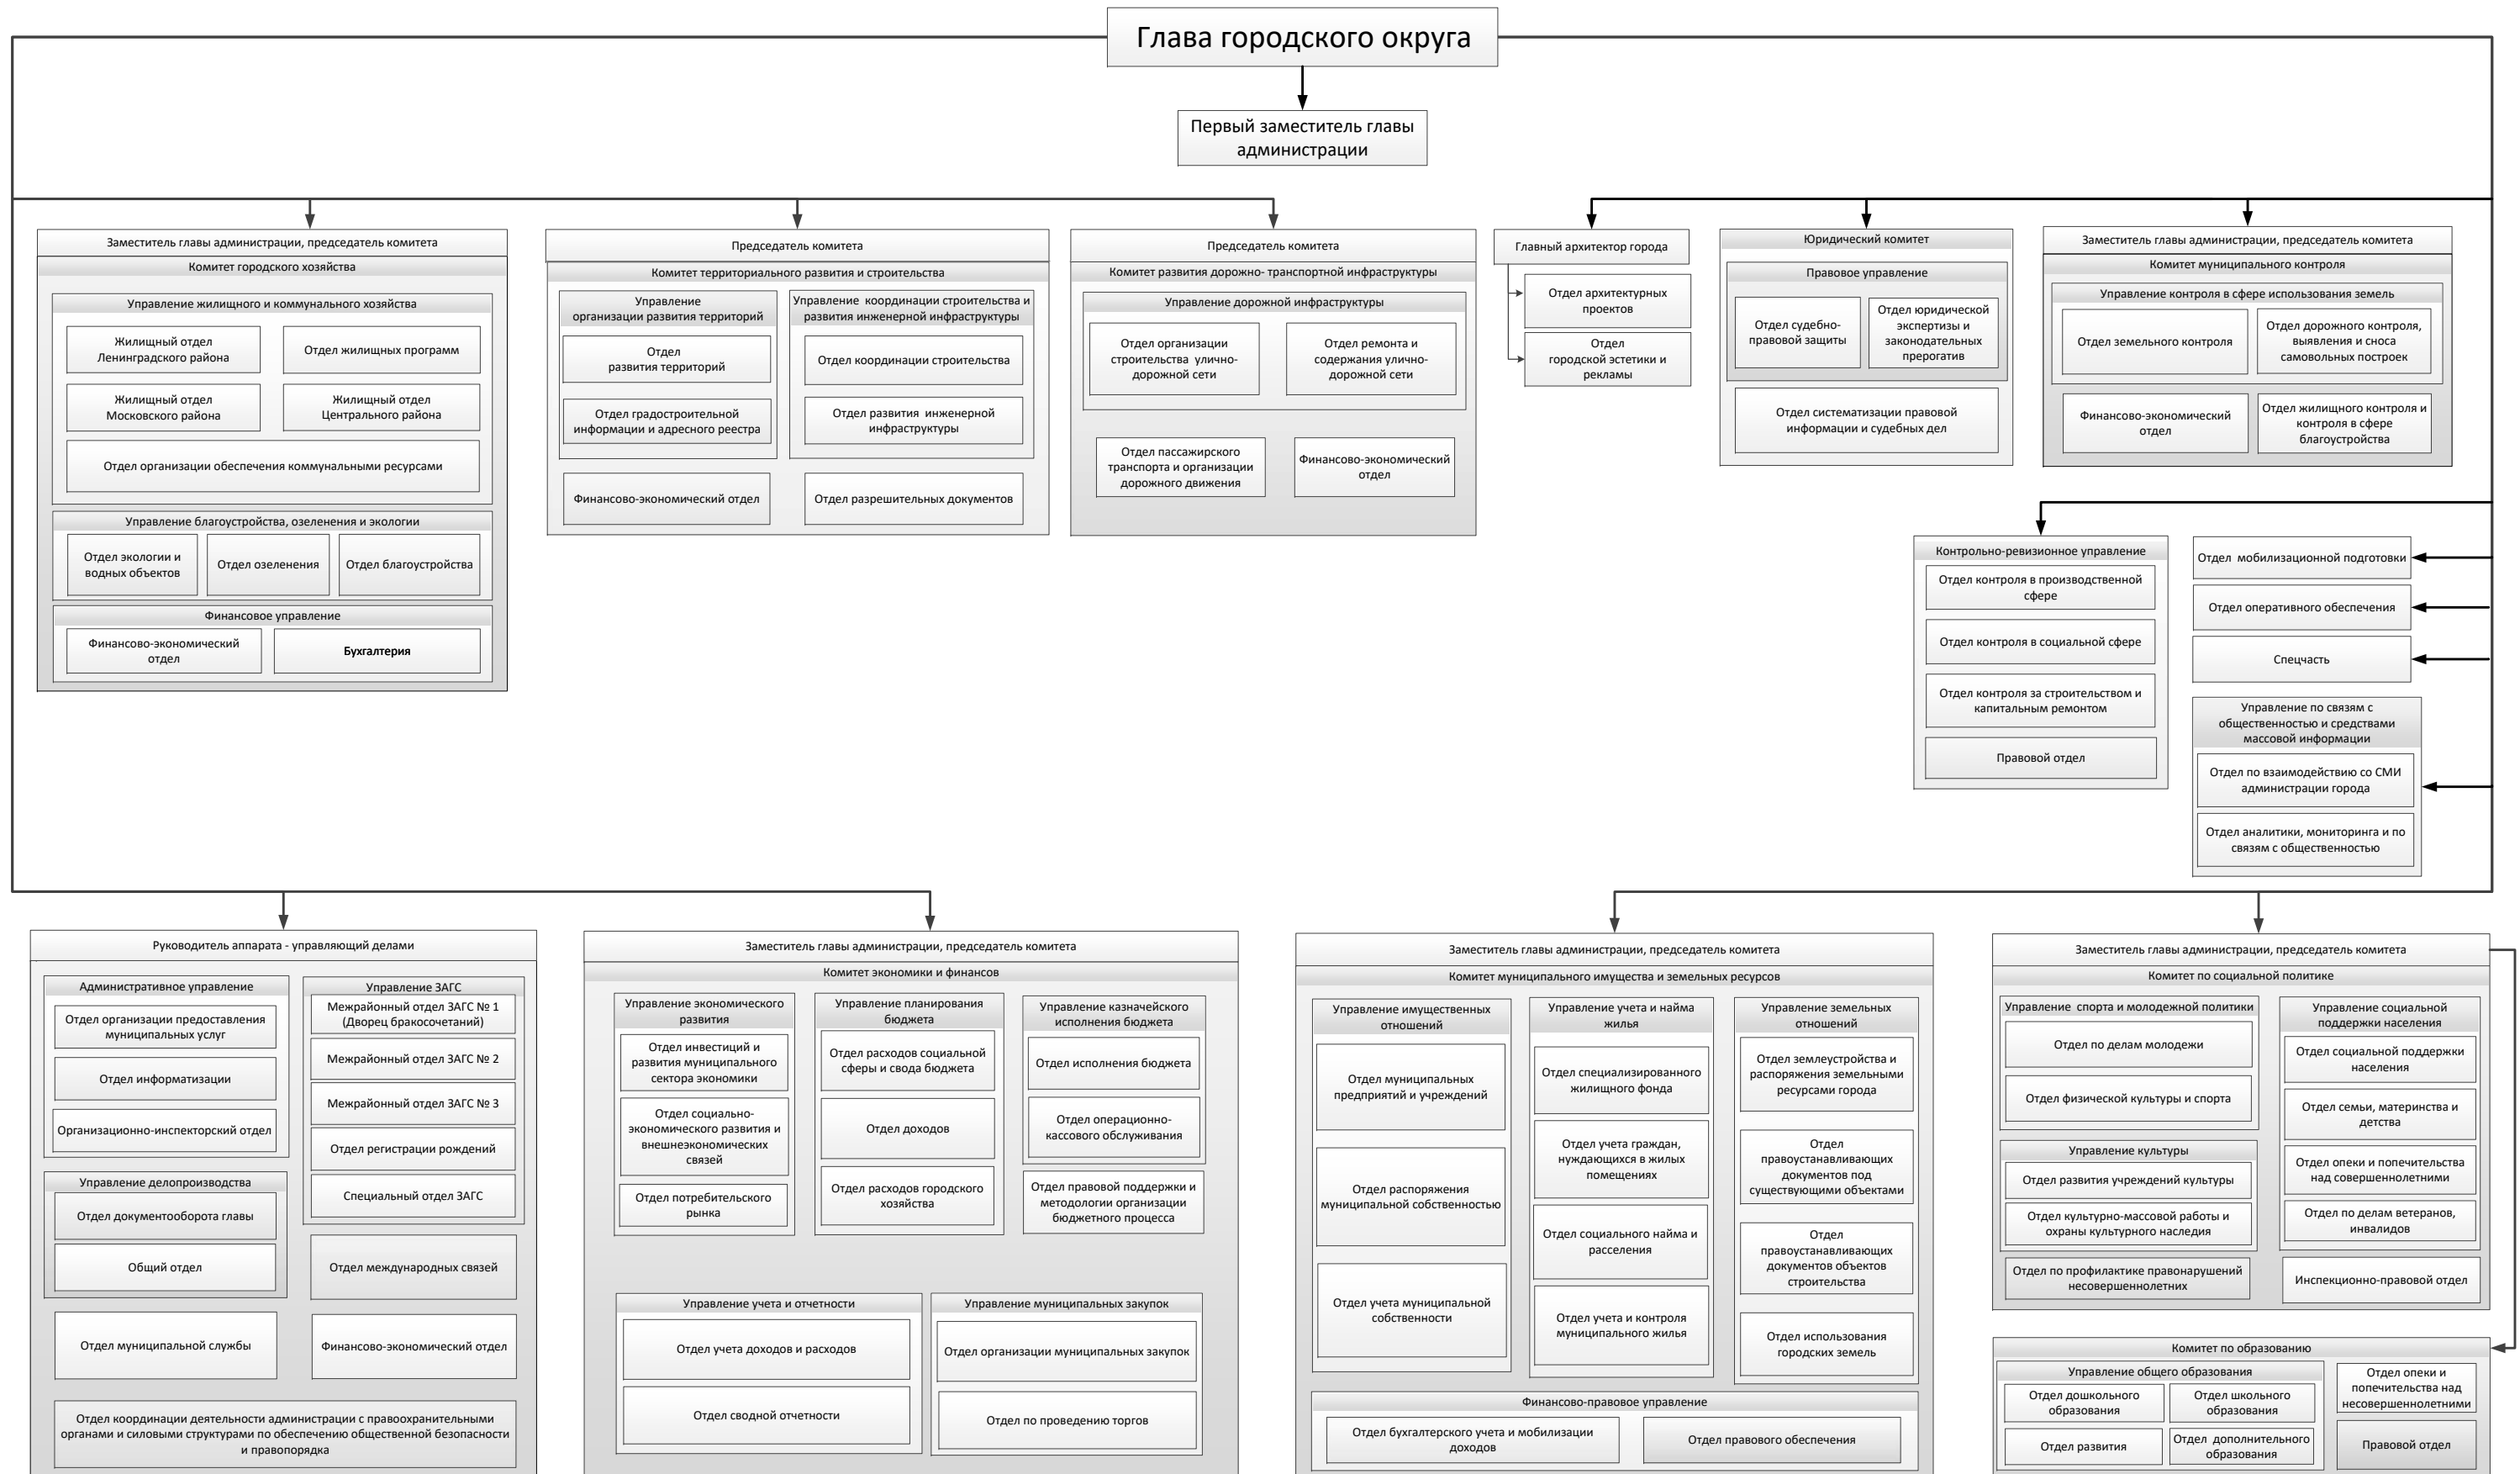 Глава городского округа
Первый заместитель главы
администрации
Заместитель главы администрации, председатель комитета
Комитет городского хозяйства
Управление жилищного и коммунального хозяйства
Жилищный отдел
Ленинградского района
Отдел жилищных программ
Жилищный отдел
Московского района
Жилищный отдел
Центрального района
Отдел организации обеспечения коммунальными ресурсами
Управление благоустройства, озеленения и экологии
Отдел экологии и
водных объектов
Отдел озеленения
Отдел благоустройства
Финансовое управление
Финансово-экономический
отдел
Бухгалтерия
Председатель комитета
Комитет территориального развития и строительства
Управление
организации развития территорий
Отдел
развития территорий
Отдел градостроительной
информации и адресного реестра
Управление координации строительства и
развития инженерной инфраструктуры
Отдел координации строительства
Отдел развития инженерной
инфраструктуры
Финансово-экономический отдел
Отдел разрешительных документов
Председатель комитета
Комитет развития дорожно- транспортной инфраструктуры
Управление дорожной инфраструктуры
Отдел организации
строительства улично-
дорожной сети
Отдел ремонта и
содержания улично-
дорожной сети
Отдел пассажирского
транспорта и организации
дорожного движения
Финансово-экономический
отдел
Главный архитектор города
Отдел архитектурных
проектов
Отдел
городской эстетики и
рекламы
Юридический комитет
Правовое управление
Отдел судебно-
правовой защиты
Отдел юридической
экспертизы и
законодательных
прерогатив
Отдел систематизации правовой
информации и судебных дел
Заместитель главы администрации, председатель комитета
Комитет муниципального контроля
Управление контроля в сфере использования земель
Отдел земельного контроля
Отдел дорожного контроля,
выявления и сноса
самовольных построек
Финансово-экономический
отдел
Отдел жилищного контроля и
контроля в сфере
благоустройства
Контрольно-ревизионное управление
Отдел контроля в производственной
сфере
Отдел контроля в социальной сфере
Отдел контроля за строительством и
капитальным ремонтом
Правовой отдел
Отдел мобилизационной подготовки
Отдел оперативного обеспечения
Спецчасть
Управление по связям с
общественностью и средствами
массовой информации
Отдел по взаимодействию со СМИ
администрации города
Отдел аналитики, мониторинга и по
связям с общественностью
Руководитель аппарата - управляющий делами
Административное управление
Отдел организации предоставления
муниципальных услуг
Отдел информатизации
Организационно-инспекторский отдел
Управление делопроизводства
Отдел документооборота главы
Общий отдел
Управление ЗАГС
Межрайонный отдел ЗАГС № 1
(Дворец бракосочетаний)
Межрайонный отдел ЗАГС № 2
Межрайонный отдел ЗАГС № 3
Отдел регистрации рождений
Специальный отдел ЗАГС
Отдел международных связей
Отдел муниципальной службы
Финансово-экономический отдел
Отдел координации деятельности администрации с правоохранительными
органами и силовыми структурами по обеспечению общественной безопасности
и правопорядка
Заместитель главы администрации, председатель комитета
Комитет экономики и финансов
Управление экономического
развития
Отдел инвестиций и
развития муниципального
сектора экономики
Отдел социально-
экономического развития и
внешнеэкономических
связей
Отдел потребительского
рынка
Управление планирования
бюджета
Отдел расходов социальной
сферы и свода бюджета
Отдел доходов
Отдел расходов городского
хозяйства
Управление казначейского
исполнения бюджета
Отдел исполнения бюджета
Отдел операционно-
кассового обслуживания
Отдел правовой поддержки и
методологии организации
бюджетного процесса
Управление учета и отчетности
Отдел учета доходов и расходов
Отдел сводной отчетности
Управление муниципальных закупок
Отдел организации муниципальных закупок
Отдел по проведению торгов
Заместитель главы администрации, председатель комитета
Комитет муниципального имущества и земельных ресурсов
Управление имущественных
отношений
Отдел муниципальных
предприятий и учреждений
Отдел распоряжения
муниципальной собственностью
Отдел учета муниципальной
собственности
Управление учета и найма
жилья
Отдел специализированного
жилищного фонда
Отдел учета граждан,
нуждающихся в жилых
помещениях
Отдел социального найма и
расселения
Отдел учета и контроля
муниципального жилья
Управление земельных
отношений
Отдел землеустройства и
распоряжения земельными
ресурсами города
Отдел
правоустанавливающих
документов под
существующими объектами
Отдел
правоустанавливающих
документов объектов
строительства
Отдел использования
городских земель
Финансово-правовое управление
Отдел бухгалтерского учета и мобилизации
доходов
Отдел правового обеспечения
Заместитель главы администрации, председатель комитета
Комитет по социальной политике
Управление спорта и молодежной политики
Отдел по делам молодежи
Отдел физической культуры и спорта
Управление культуры
Отдел развития учреждений культуры
Отдел культурно-массовой работы и
охраны культурного наследия
Отдел по профилактике правонарушений
несовершеннолетних
Управление социальной
поддержки населения
Отдел социальной поддержки
населения
Отдел семьи, материнства и
детства
Отдел опеки и попечительства
над совершеннолетними
Отдел по делам ветеранов,
инвалидов
Инспекционно-правовой отдел
Комитет по образованию
Управление общего образования
Отдел дошкольного
образования
Отдел школьного
образования
Отдел развития
Отдел дополнительного
образования
Отдел опеки и
попечительства над
несовершеннолетними
Правовой отдел